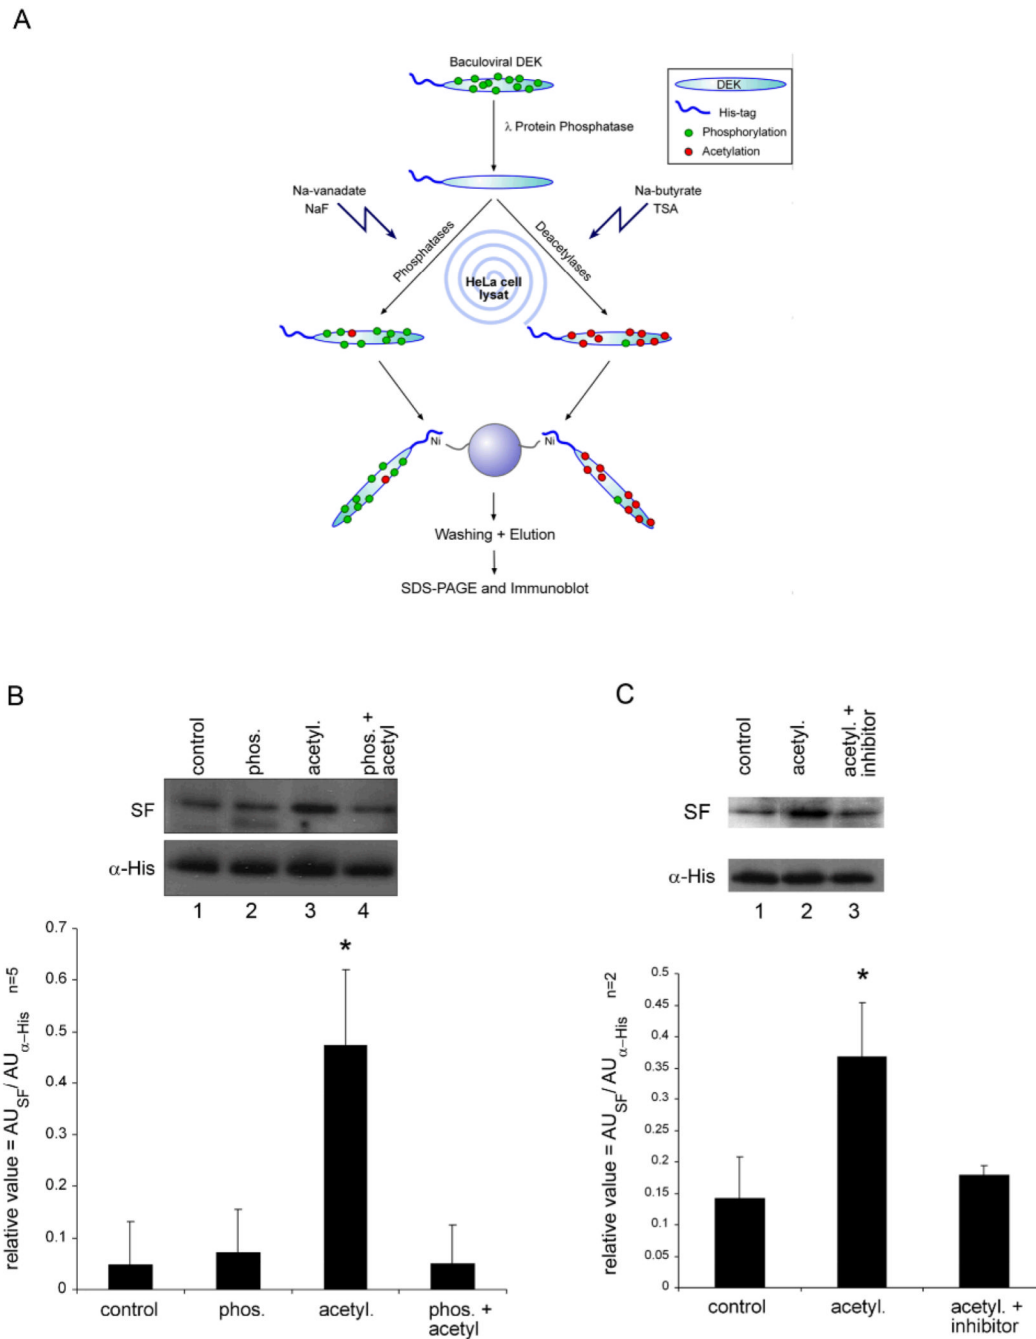 A
Baculoviral DEK
DEK
His-tag
Phosphorylation
Acetylation
λ Protein Phosphatase
Na-vanadate
NaF
Na-butyrate
TSA
Phosphatases
Deacetylases
HeLa cell
lysat
Ni
Ni
Washing + Elution
SDS-PAGE and Immunoblot
B
control
phos.
acetyl.
phos. +
acetyl
SF
α-His
1 2 3 4
relative value = AUSF/ AUα–His n=5
0.7
0.6
0.5
0.4
0.3
0.2
0.1
0
*
control
phos.
acetyl.
phos. +
acetyl
C
control
acetyl.
acetyl. +
inhibitor
SF
α-His
1 2 3
relative value = AUSF/ AUα–His n=2
0.5
0.45
0.4
0.35
0.3
0.25
0.2
0.15
0.1
0.05
0
*
control
acetyl.
acetyl. +
inhibitor